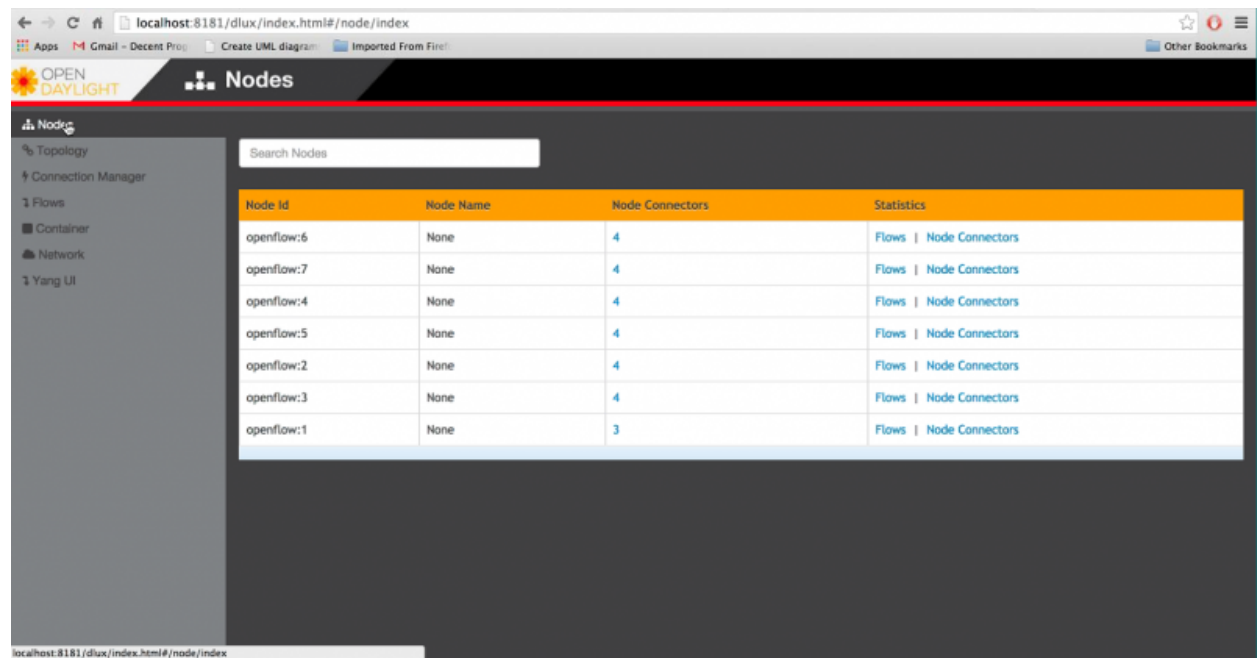 localhost:8181/dlux/index.html#/node/index
Apps Gmail - Decent Create UML diagram Imported From Other Bookmarks
OPEN
DAYLIGHT
Nodes
Nodes
Topology
Connection Manager
Flows
Container
Network
Yang UI
Search Nodes
Node Id Node Name Node Connectors Statistics
openflow:6 None 4 Flows | Node Connectors
openflow:7 None 4 Flows | Node Connectors
openflow:4 None 4 Flows | Node Connectors
openflow:5 None 4 Flows | Node Connectors
openflow:2 None 4 Flows | Node Connectors
openflow:3 None 4 Flows | Node Connectors
openflow:1 None 3 Flows | Node Connectors
localhost:8181/dlux/index.html#/node/index